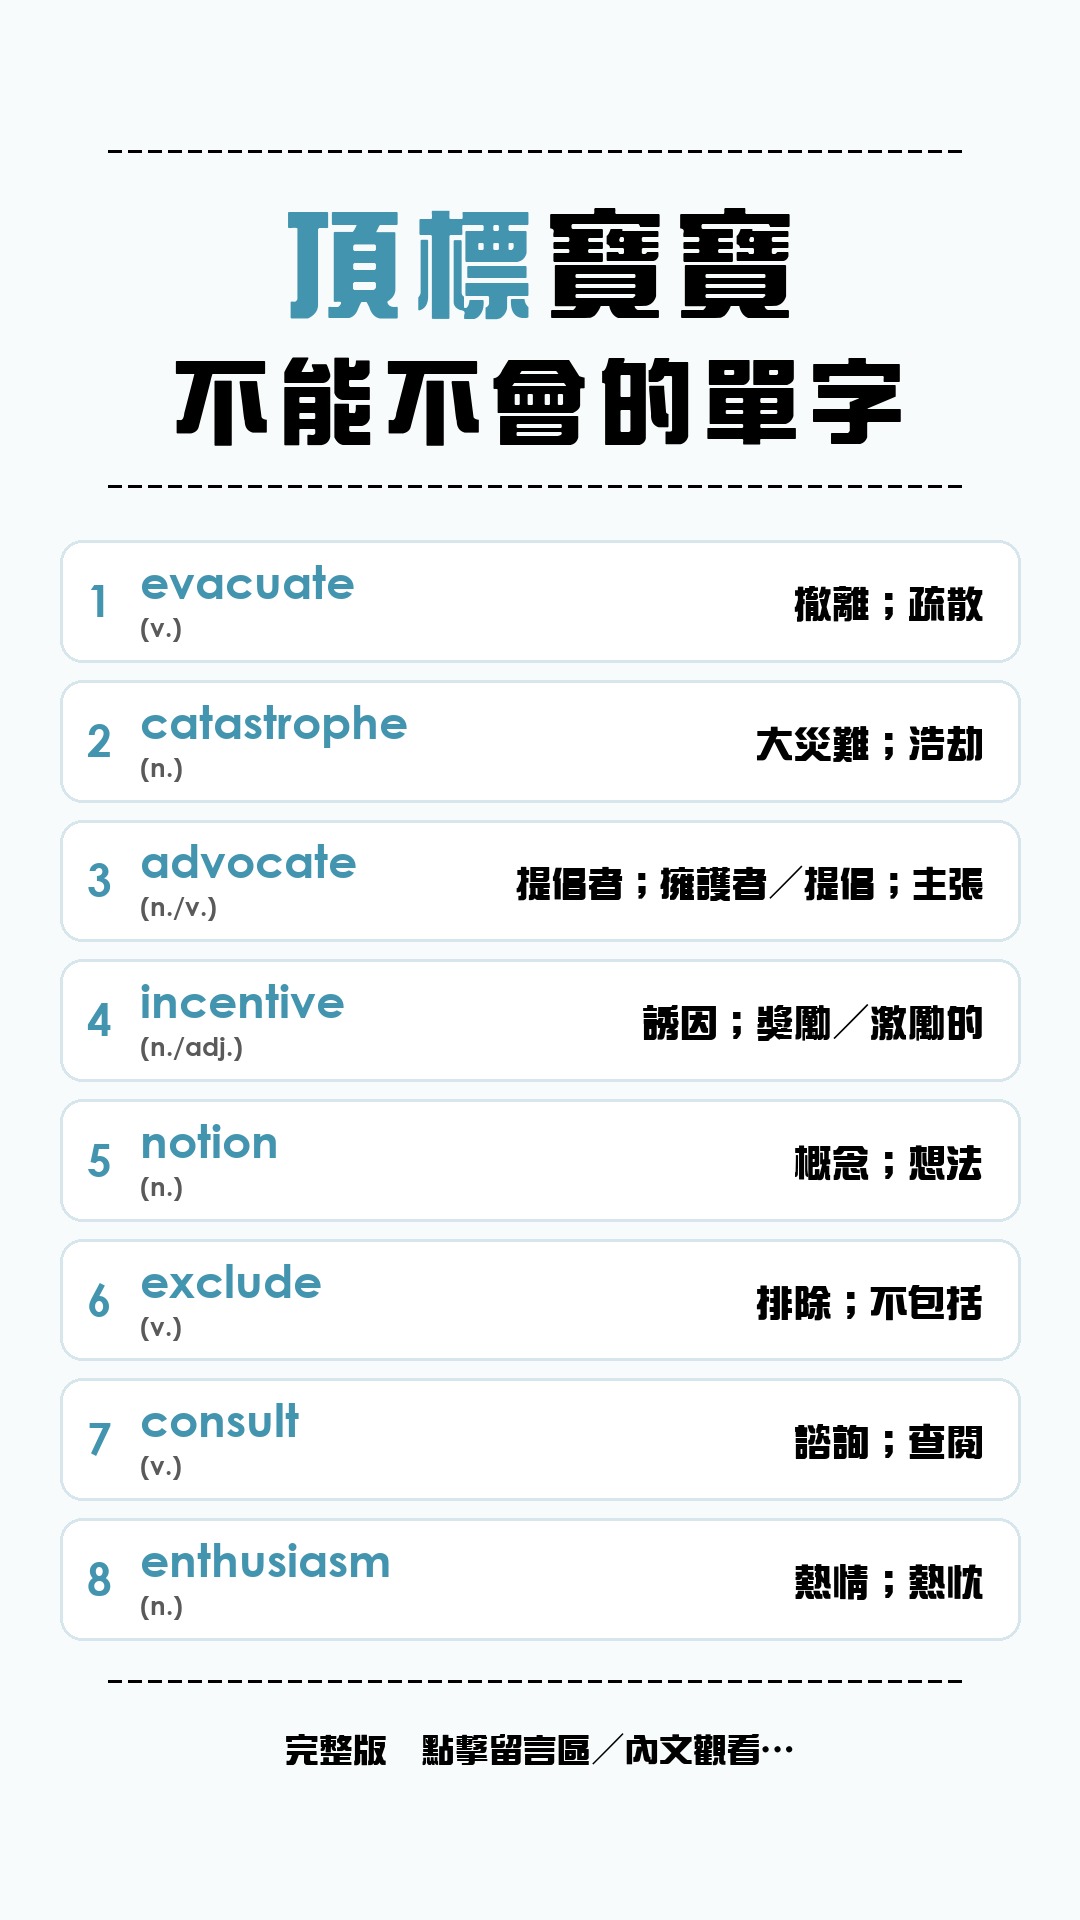 頂標寶寶
不能不會的單字
1 evacuate (v.) 撤離；疏散
2 catastrophe (n.) 大災難；浩劫
3 advocate (n./v.) 提倡者；擁護者／提倡；主張
4 incentive (n./adj.) 誘因；獎勵／激勵的
5 notion (n.) 概念；想法
6 exclude (v.) 排除；不包括
7 consult (v.) 諮詢；查閱
8 enthusiasm (n.) 熱情；熱忱
完整版　點擊留言區／內文觀看…